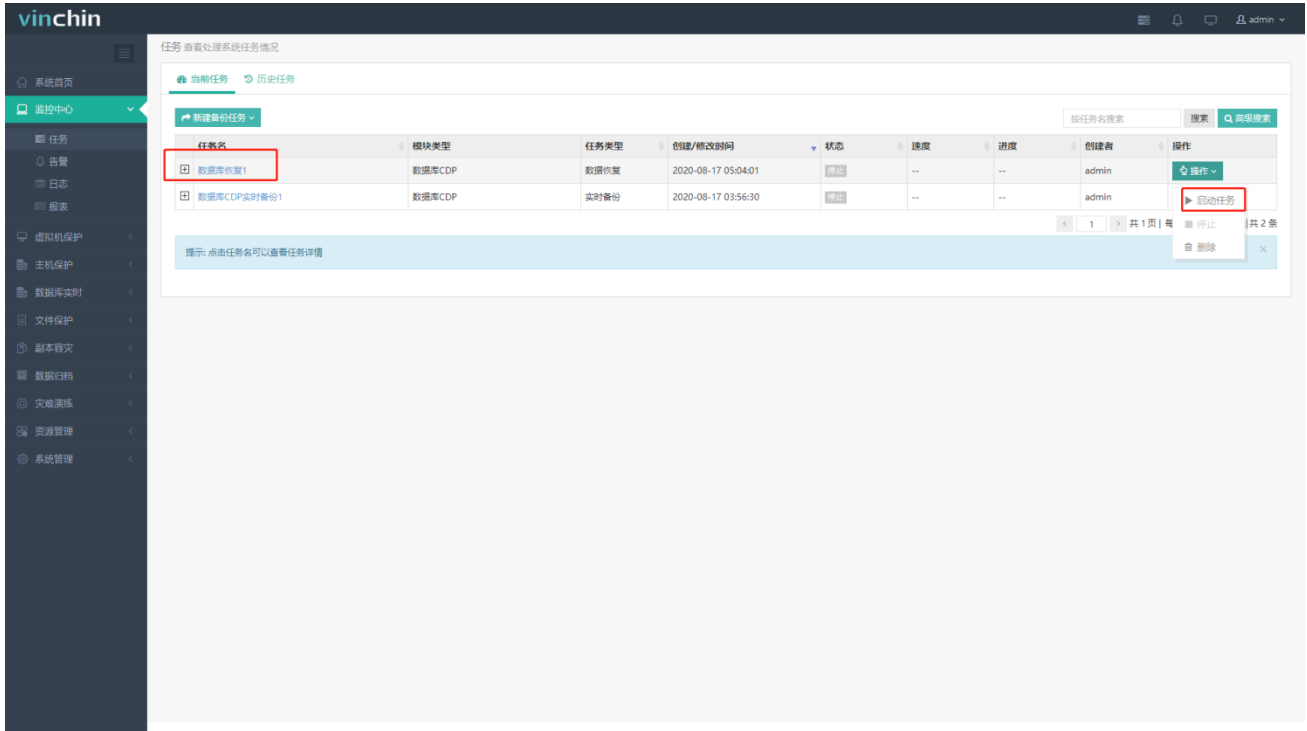 vinchin
admin
任务 查看处理系统任务情况
当前任务 历史任务
系统首页
监控中心
任务
告警
日志
报表
虚拟机保护
主机保护
数据库实时
文件保护
副本容灾
数据归档
灾难演练
资源管理
系统管理
新建备份任务
按任务名搜索 搜索 高级搜索
任务名 模块类型 任务类型 创建/修改时间 状态 速度 进度 创建者 操作
数据库恢复1 数据库CDP 数据恢复 2020-08-17 05:04:01 停止 -- -- admin 操作
数据库CDP实时备份1 数据库CDP 实时备份 2020-08-17 03:56:30 停止 -- -- admin
启动任务
停止
删除
1 共1页| 每 |共2条
提示: 点击任务名可以查看任务详情